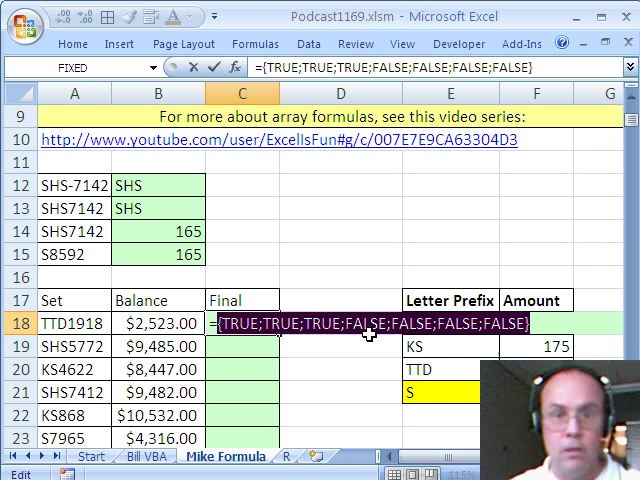 Podcast1169.xlsm - Microsoft Excel
Home Insert Page Layout Formulas Data Review View Developer Add-Ins
FIXED ={TRUE;TRUE;TRUE;FALSE;FALSE;FALSE;FALSE}
A B C D E F G
9 For more about array formulas, see this video series:
10 http://www.youtube.com/user/ExcelIsFun#g/c/007E7E9CA63304D3
11
12 SHS-7142 SHS
13 SHS7142 SHS
14 SHS7142 165
15 S8592 165
16
17 Set Balance Final Letter Prefix Amount
18 TTD1918 $2,523.00 ={TRUE;TRUE;TRUE;FALSE;FALSE;FALSE;FALSE}
19 SHS5772 $9,485.00 KS 175
20 KS4622 $8,447.00 TTD
21 SHS7412 $9,482.00 S
22 KS868 $10,532.00
23 S7965 $4,316.00
Start Bill VBA Mike Formula R
Edit 115%